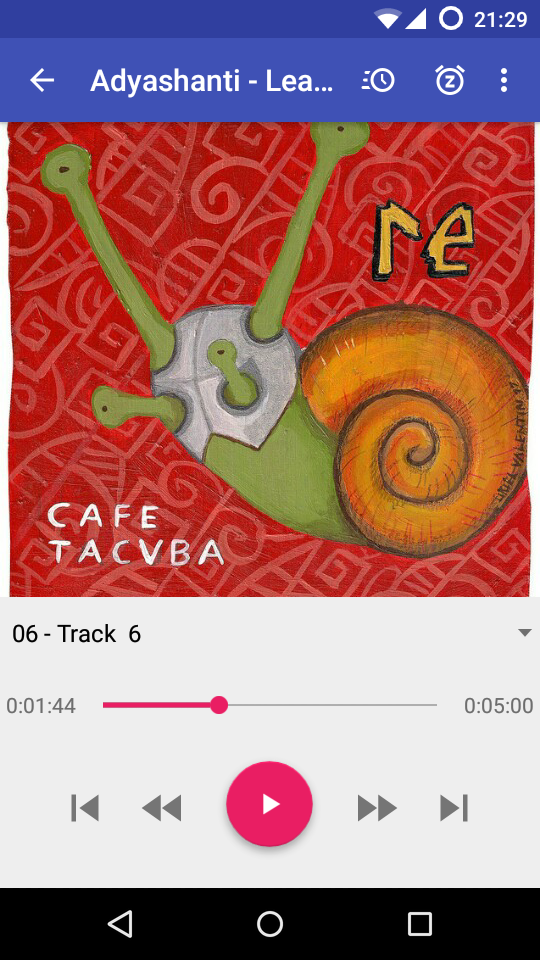 21:29
Adyashanti - Lea...
z
re
CAFE
TACVBA
06 - Track 6
0:01:44
0:05:00